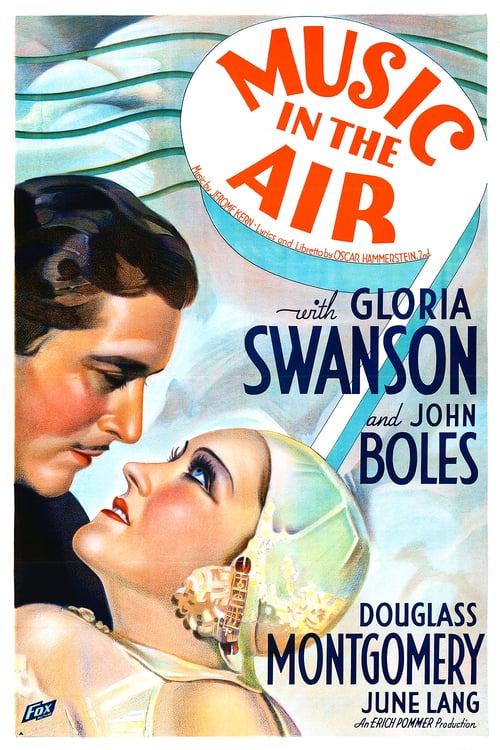 MUSIC
IN THE
AIR
Music by JEROME KERN · Lyrics and Libretto by OSCAR HAMMERSTEIN, 2nd.
with GLORIA
SWANSON
and JOHN
BOLES
DOUGLASS
MONTGOMERY
JUNE LANG
An ERICH POMMER Production
FOX